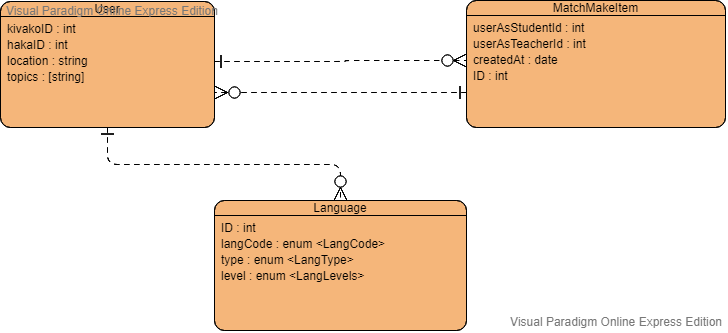 Visual Paradigm Online Express Edition
User
kivakoID : int
hakaID : int
location : string
topics : [string]
MatchMakeItem
userAsStudentId : int
userAsTeacherId : int
createdAt : date
ID : int
Language
ID : int
langCode : enum <LangCode>
type : enum <LangType>
level : enum <LangLevels>
Visual Paradigm Online Express Edition